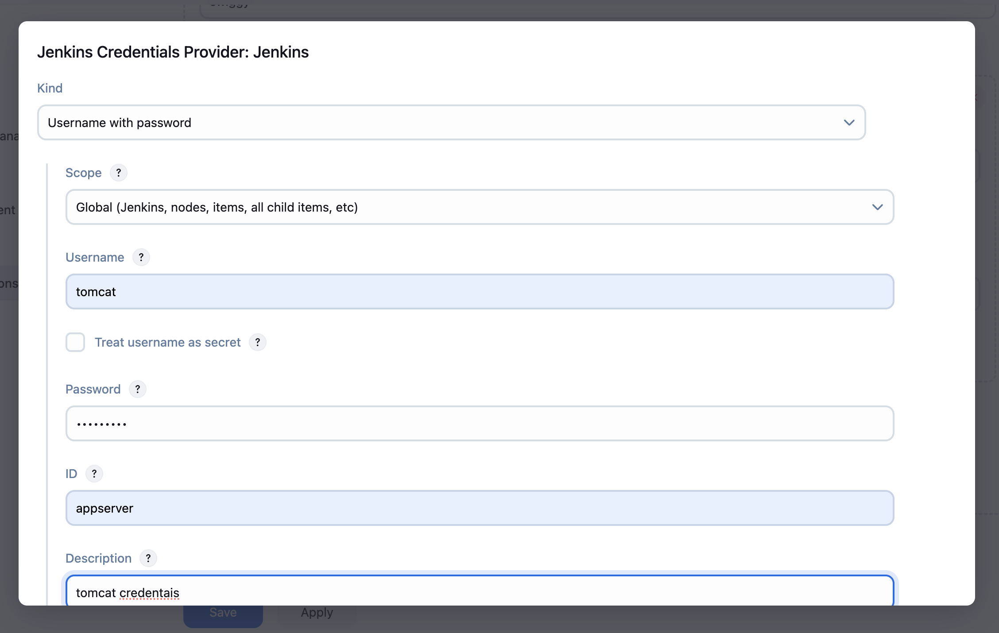 Jenkins Credentials Provider: Jenkins
Kind
Username with password
Scope ?
Global (Jenkins, nodes, items, all child items, etc)
Username ?
tomcat
Treat username as secret ?
Password ?
•••••••••
ID ?
appserver
Description ?
tomcat credentais
Save
Apply
ana
ent
ons